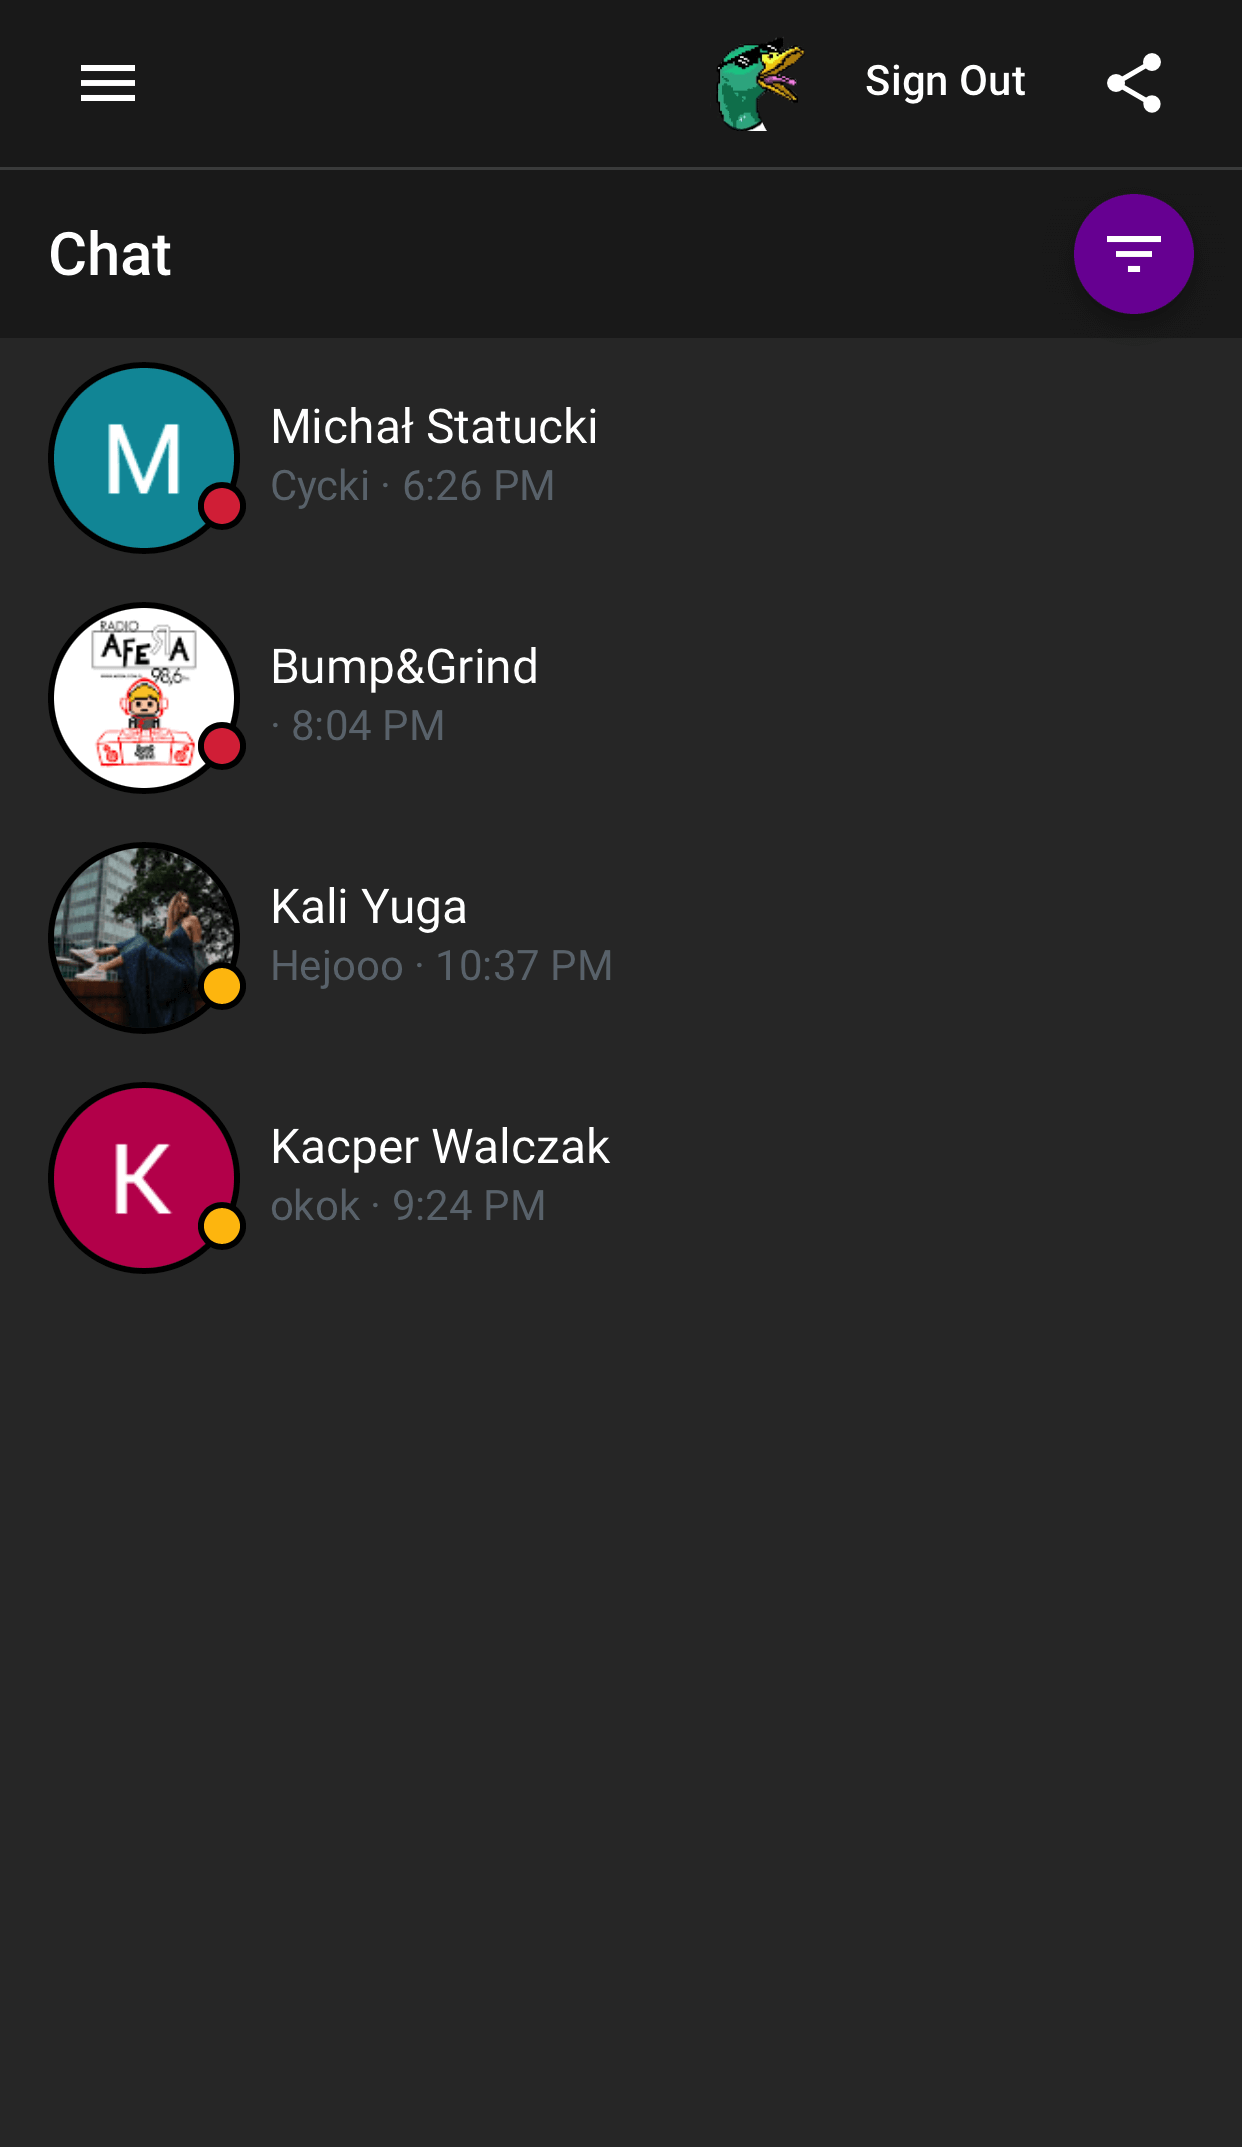 Sign Out
Chat
M
Michał Statucki
Cycki · 6:26 PM
RADIO
AFERA
98,6
Bump&Grind
· 8:04 PM
Kali Yuga
Hejooo · 10:37 PM
K
Kacper Walczak
okok · 9:24 PM